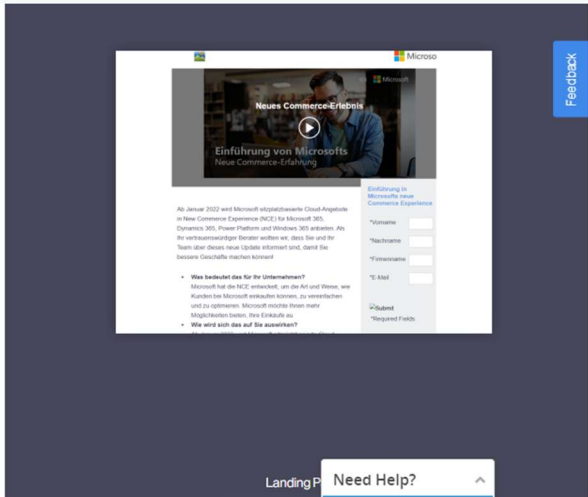 Microso
Microsoft
Neues Commerce-Erlebnis
Einführung von Microsofts
Neue Commerce-Erfahrung
Ab Januar 2022 wird Microsoft sitzplatzbasierte Cloud-Angebote
in New Commerce Experience (NCE) für Microsoft 365,
Dynamics 365, Power Platform und Windows 365 anbieten. Als
Ihr vertrauenswürdiger Berater wollten wir, dass Sie und Ihr
Team über dieses neue Update informiert sind, damit Sie
bessere Geschäfte machen können!
• Was bedeutet das für Ihr Unternehmen?
Microsoft hat die NCE entwickelt, um die Art und Weise, wie
Kunden bei Microsoft einkaufen können, zu vereinfachen
und zu optimieren. Microsoft möchte Ihnen mehr
Möglichkeiten bieten, Ihre Einkäufe au
• Wie wird sich das auf Sie auswirken?
Einführung in
Microsofts neue
Commerce Experience
*Vorname
*Nachname
*Firmenname
*E-Mail
Submit
*Required Fields
Feedback
Landing P
Need Help?